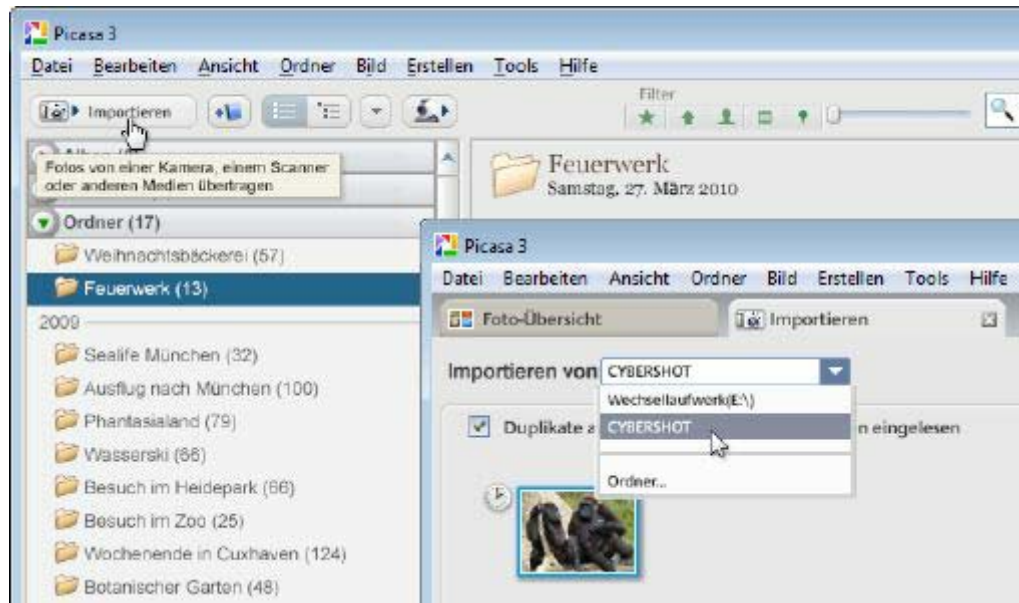 Picasa 3
Datei Bearbeiten Ansicht Ordner Bild Erstellen Tools Hilfe
Importieren
Filter
Fotos von einer Kamera, einem Scanner
oder anderen Medien übertragen
Ordner (17)
Weihnachtsbäckerei (57)
Feuerwerk (13)
2009
Sealife München (32)
Ausflug nach München (100)
Phantasialand (79)
Wasserski (66)
Besuch im Heidepark (66)
Besuch im Zoo (25)
Wochenende in Cuxhaven (124)
Botanischer Garten (48)
Feuerwerk
Samstag, 27. März 2010
Picasa 3
Datei Bearbeiten Ansicht Ordner Bild Erstellen Tools Hilfe
Foto-Übersicht
Importieren
Importieren von CYBERSHOT
Wechsellaufwerk(E:\)
Duplikate
CYBERSHOT
eingelesen
Ordner...